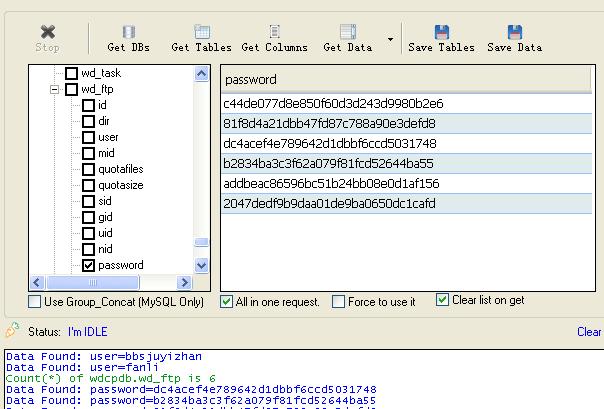 Stop
Get DBs
Get Tables
Get Columns
Get Data
Save Tables
Save Data
wd_task
wd_ftp
id
dir
user
mid
quotafiles
quotasize
sid
gid
uid
nid
password
password
c44de077d8e850f60d3d243d9980b2e6
81f8d4a21dbb47fd87c788a90e3defd8
dc4acef4e789642d1dbbf6ccd5031748
b2834ba3c3f62a079f81fcd52644ba55
addbeac86596bc51b24bb08e0d1af156
2047dedf9b9daa01de9ba0650dc1cafd
Use Group_Concat (MySQL Only)
All in one request.
Force to use it
Clear list on get
Status: I'm IDLE
Clear
Data Found: user=bbsjuyizhan
Data Found: user=fanli
Count(*) of wdcpdb.wd_ftp is 6
Data Found: password=dc4acef4e789642d1dbbf6ccd5031748
Data Found: password=b2834ba3c3f62a079f81fcd52644ba55